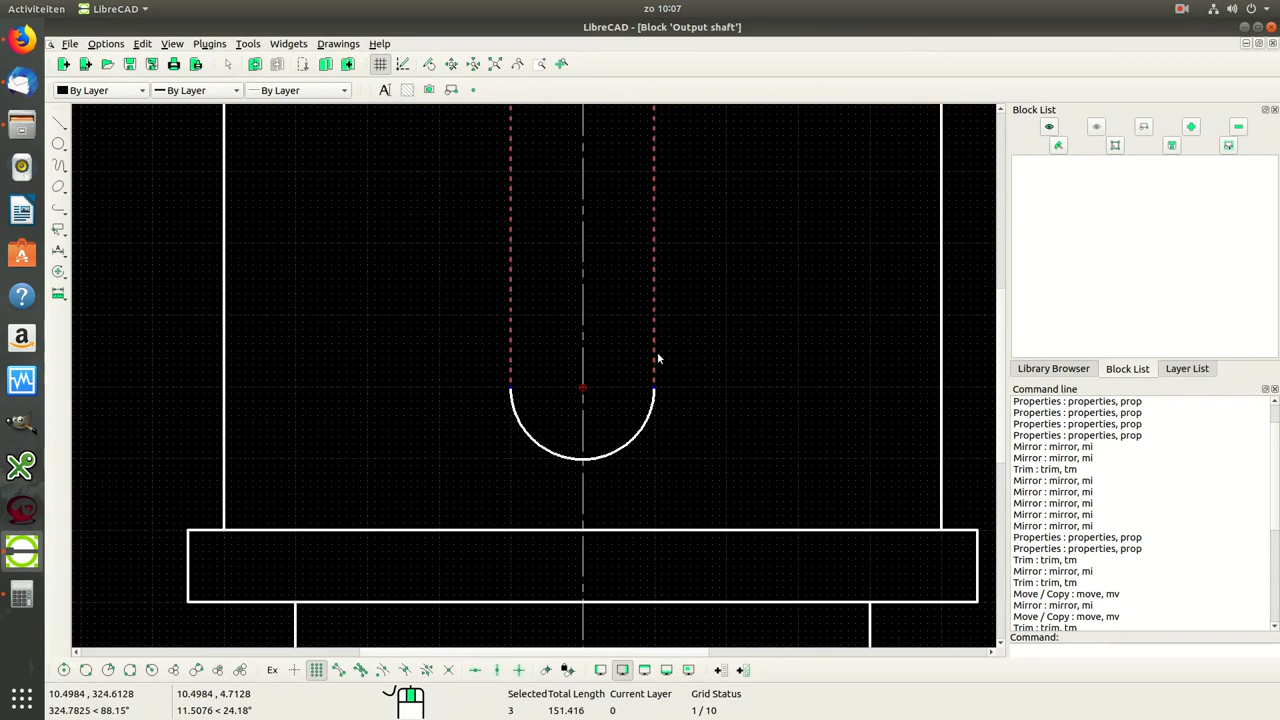 Activiteiten
LibreCAD
zo 10:07
LibreCAD - [Block 'Output shaft']
File Options Edit View Plugins Tools Widgets Drawings Help
By Layer By Layer By Layer
Block List
Library Browser Block List Layer List
Command line
Properties : properties, prop
Properties : properties, prop
Properties : properties, prop
Properties : properties, prop
Mirror : mirror, mi
Mirror : mirror, mi
Trim : trim, tm
Mirror : mirror, mi
Mirror : mirror, mi
Mirror : mirror, mi
Mirror : mirror, mi
Mirror : mirror, mi
Properties : properties, prop
Properties : properties, prop
Trim : trim, tm
Mirror : mirror, mi
Trim : trim, tm
Move / Copy : move, mv
Mirror : mirror, mi
Move / Copy : move, mv
Trim : trim, tm
Command:
Ex
10.4984 , 324.6128 10.4984 , 4.7128 Selected Total Length Current Layer Grid Status
324.7825 < 88.15° 11.5076 < 24.18° 3 151.416 0 1 / 10